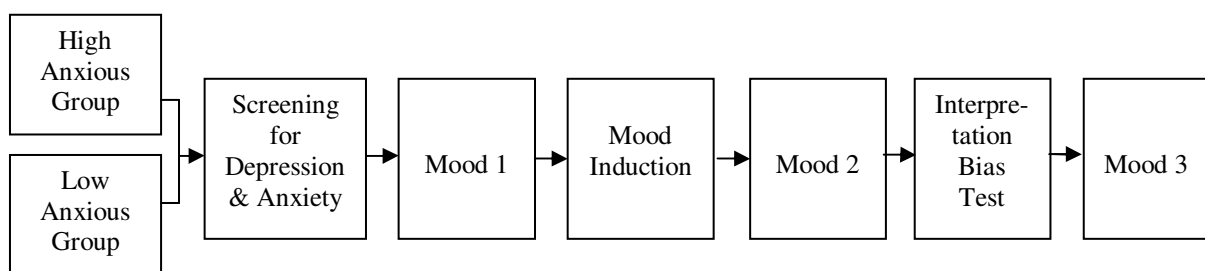 High
Anxious
Group
Low
Anxious
Group
Screening
for
Depression
& Anxiety
Mood 1
Mood
Induction
Mood 2
Interpre-
tation
Bias
Test
Mood 3